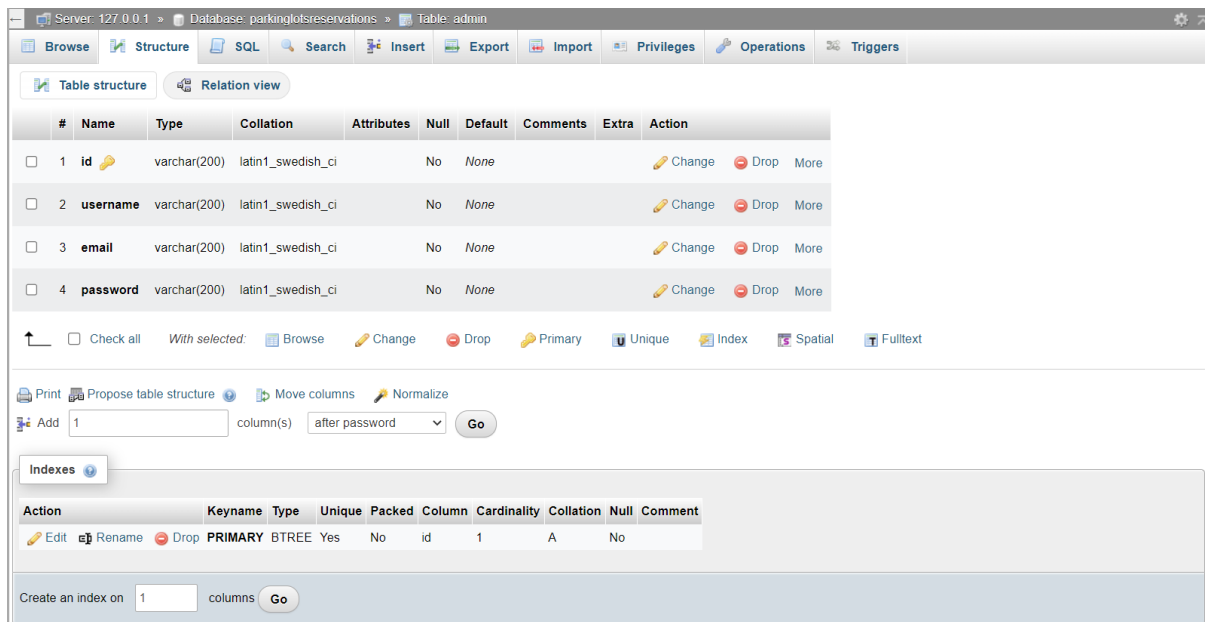 Server: 127.0.0.1 » Database: parkinglotsreservations » Table: admin
Browse Structure SQL Search Insert Export Import Privileges Operations Triggers
Table structure Relation view
# Name Type Collation Attributes Null Default Comments Extra Action
1 id varchar(200) latin1_swedish_ci No None Change Drop More
2 username varchar(200) latin1_swedish_ci No None Change Drop More
3 email varchar(200) latin1_swedish_ci No None Change Drop More
4 password varchar(200) latin1_swedish_ci No None Change Drop More
Check all With selected: Browse Change Drop Primary Unique Index Spatial Fulltext
Print Propose table structure Move columns Normalize
Add 1 column(s) after password Go
Indexes
Action Keyname Type Unique Packed Column Cardinality Collation Null Comment
Edit Rename Drop PRIMARY BTREE Yes No id 1 A No
Create an index on 1 columns Go